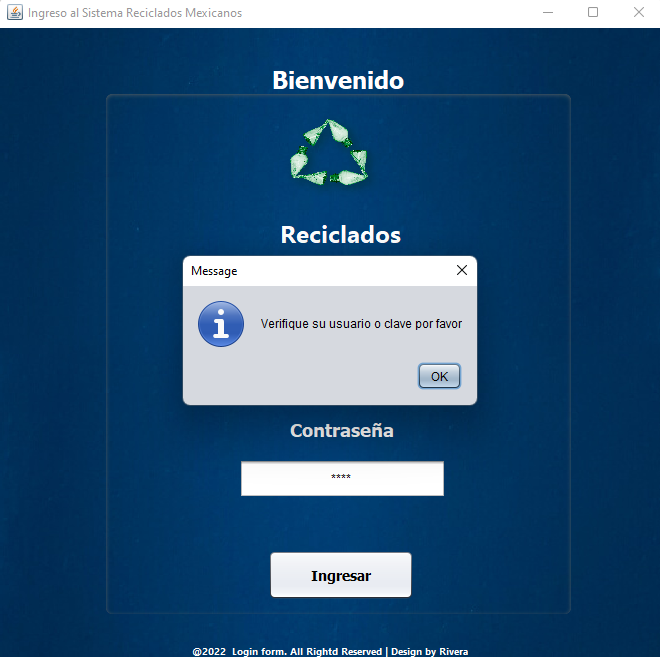 Ingreso al Sistema Reciclados Mexicanos
Bienvenido
Reciclados
Message
Verifique su usuario o clave por favor
OK
Contraseña
****
Ingresar
@2022 Login form. All Rightd Reserved | Design by Rivera